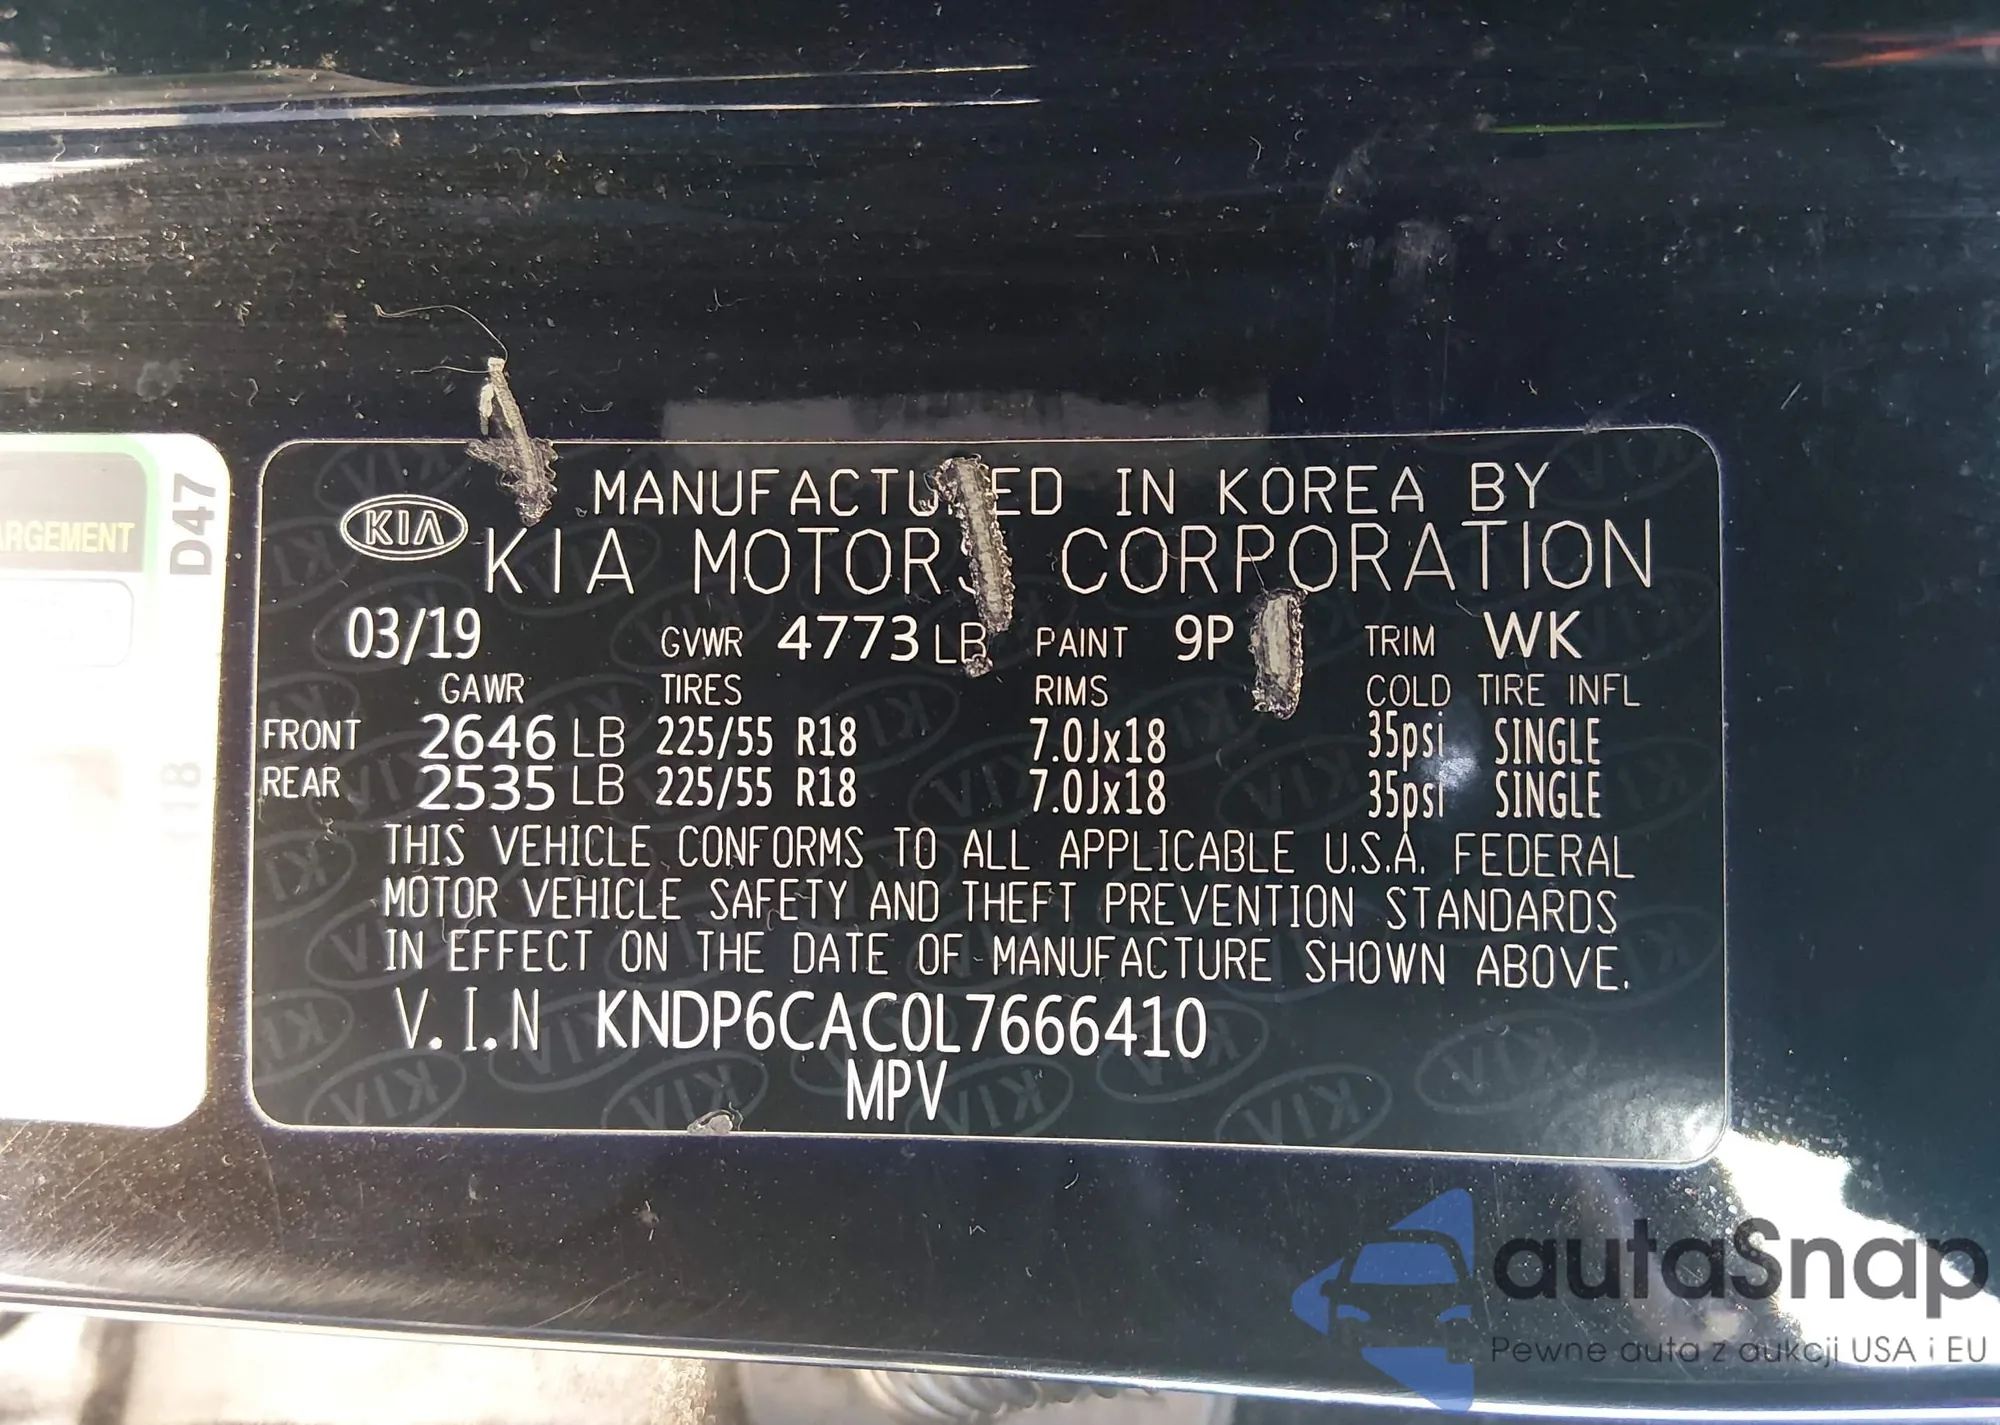 ARGEMENT
D47
118
KIA
MANUFACTURED IN KOREA BY
KIA MOTORS CORPORATION
03/19 GVWR 4773 LB PAINT 9P TRIM WK
GAWR TIRES RIMS COLD TIRE INFL
FRONT 2646 LB 225/55 R18 7.0Jx18 35psi SINGLE
REAR 2535 LB 225/55 R18 7.0Jx18 35psi SINGLE
THIS VEHICLE CONFORMS TO ALL APPLICABLE U.S.A. FEDERAL
MOTOR VEHICLE SAFETY AND THEFT PREVENTION STANDARDS
IN EFFECT ON THE DATE OF MANUFACTURE SHOWN ABOVE.
V.I.N KNDP6CAC0L7666410
MPV
autaSnap
Pewne auta z aukcji USA i EU